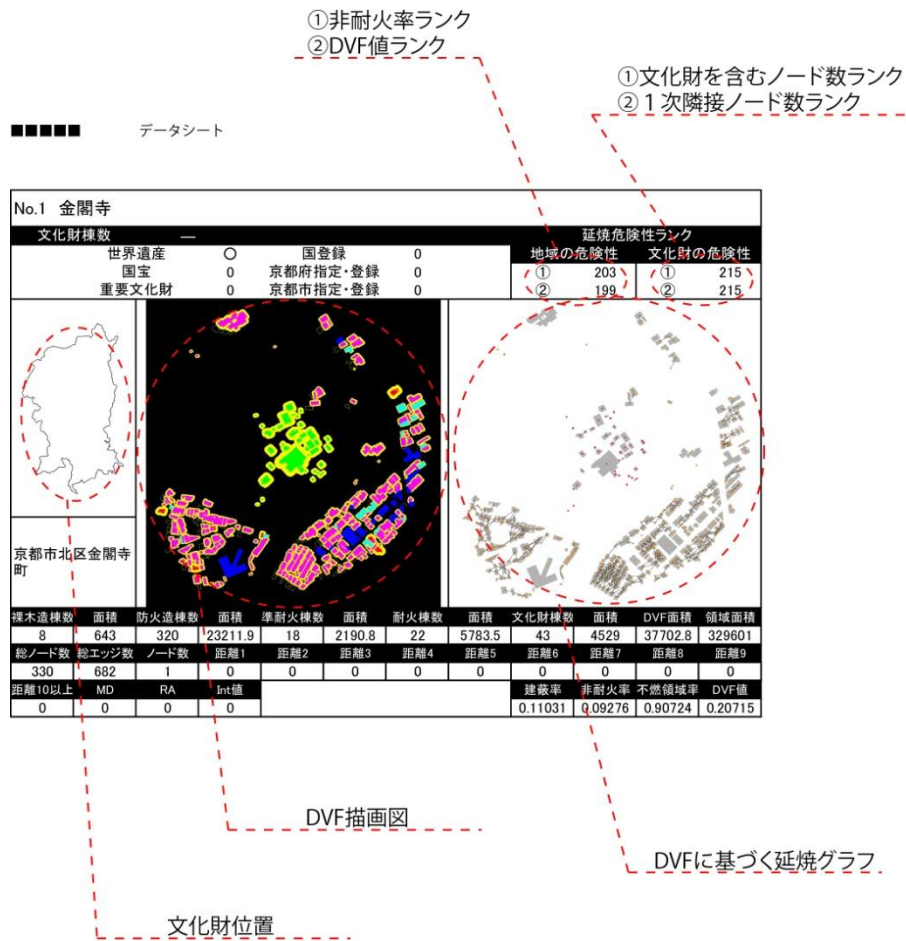 ①非耐火率ランク
②DVF値ランク
①文化財を含むノード数ランク
②１次隣接ノード数ランク
■■■■■ データシート
No.1 金閣寺
文化財棟数 — 延焼危険性ランク
世界遺産 〇 国登録 0 地域の危険性 文化財の危険性
国宝 0 京都府指定・登録 0 ① 203 ① 215
重要文化財 0 京都市指定・登録 0 ② 199 ② 215
京都市北区金閣寺
町
裸木造棟数 面積 防火造棟数 面積 準耐火棟数 面積 耐火棟数 面積 文化財棟数 面積 DVF面積 領域面積
8 643 320 23211.9 18 2190.8 22 5783.5 43 4529 37702.8 329601
総ノード数 総エッジ数 ノード数 距離1 距離2 距離3 距離4 距離5 距離6 距離7 距離8 距離9
330 682 1 0 0 0 0 0 0 0 0 0
距離10以上 MD RA Int値 建蔽率 非耐火率 不燃領域率 DVF値
0 0 0 0 0.11031 0.09276 0.90724 0.20715
DVF描画図
DVFに基づく延焼グラフ
文化財位置